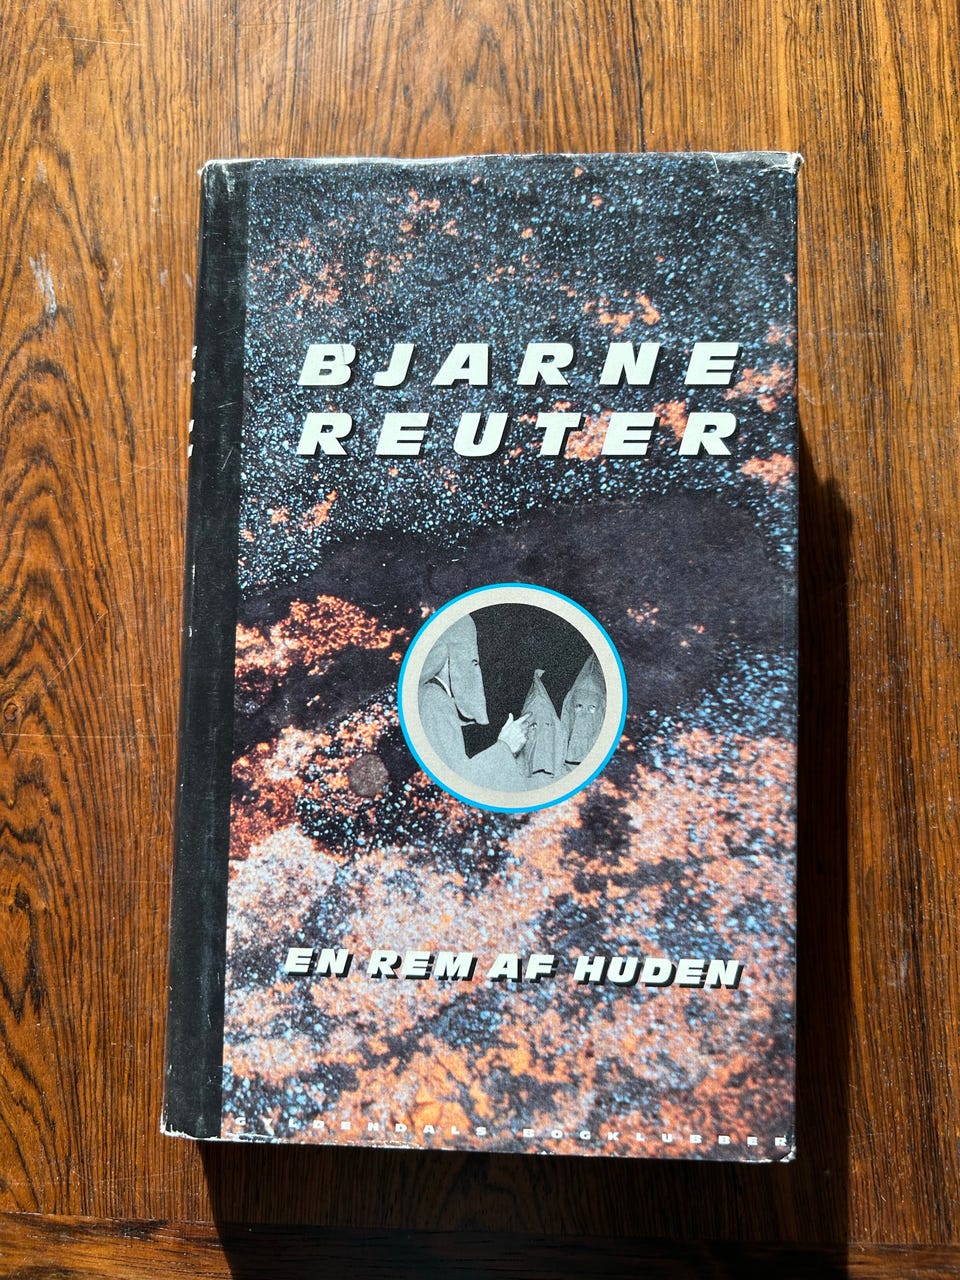 BJARNE
REUTER
EN REM AF HUDEN
GYLDENDALS BOGKLUBBER